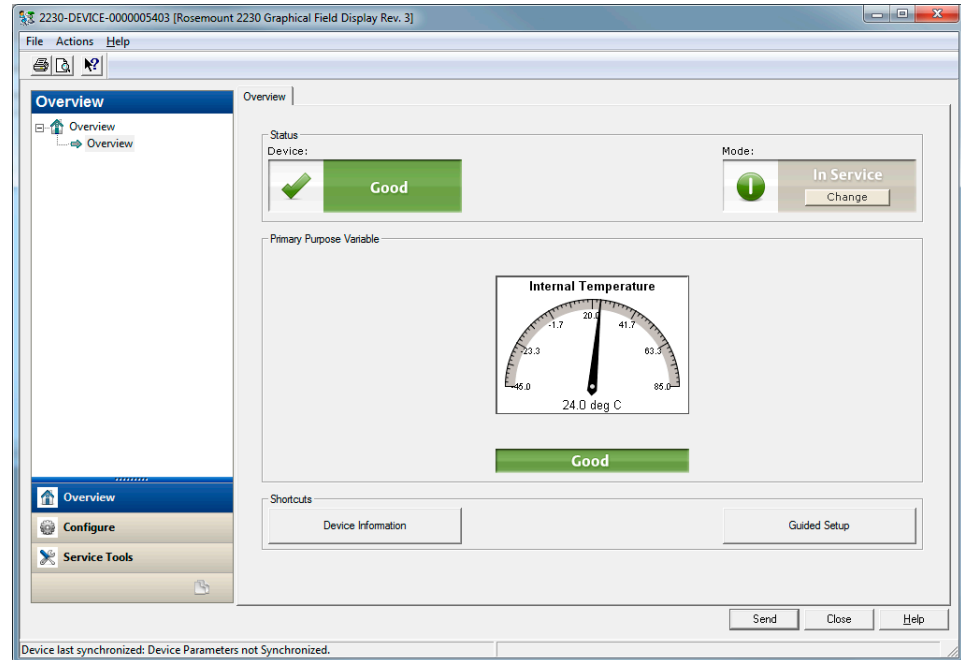 2230-DEVICE-0000005403 [Rosemount 2230 Graphical Field Display Rev. 3]
File Actions Help
Overview
Overview
Overview
Overview
Status
Device:
Good
Mode:
In Service
Change
Primary Purpose Variable
Internal Temperature
-45.0
-23.3
-1.7
20.0
41.7
63.3
85.0
24.0 deg C
Good
Overview
Configure
Service Tools
Shortcuts
Device Information
Guided Setup
Send Close Help
Device last synchronized: Device Parameters not Synchronized.